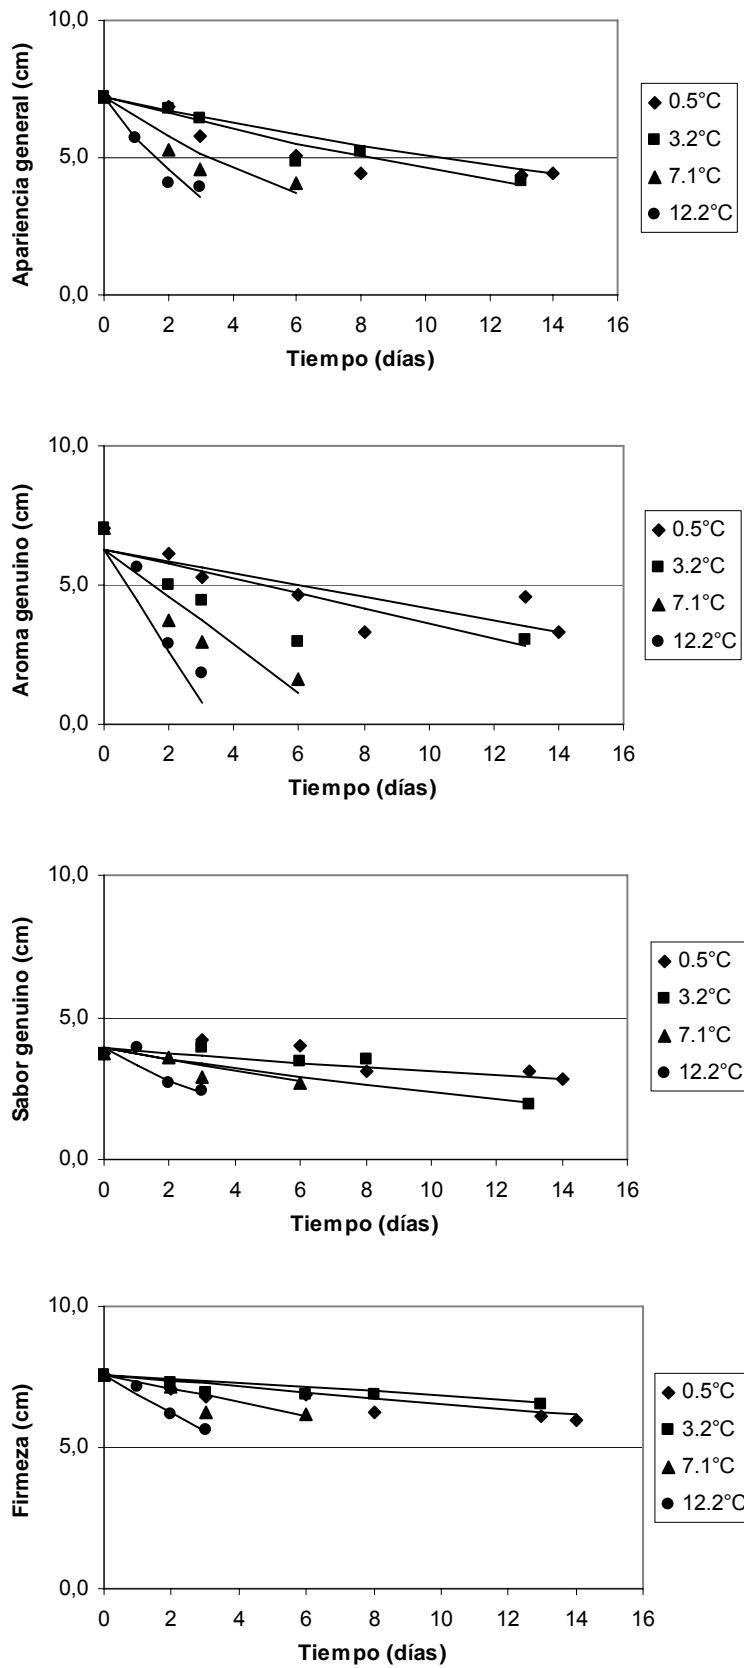 10,0
Apariencia general (cm)
5,0
0,0
0 2 4 6 8 10 12 14 16
Tiempo (días)
0.5°C
3.2°C
7.1°C
12.2°C
10,0
Aroma genuino (cm)
5,0
0,0
0 2 4 6 8 10 12 14 16
Tiempo (días)
0.5°C
3.2°C
7.1°C
12.2°C
10,0
Sabor genuino (cm)
5,0
0,0
0 2 4 6 8 10 12 14 16
Tiempo (días)
0.5°C
3.2°C
7.1°C
12.2°C
10,0
Firmeza (cm)
5,0
0,0
0 2 4 6 8 10 12 14 16
Tiempo (días)
0.5°C
3.2°C
7.1°C
12.2°C